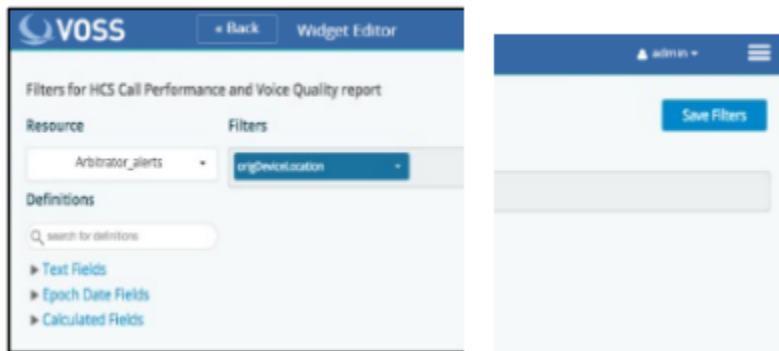 VOSS « Back Widget Editor
admin
Filters for HCS Call Performance and Voice Quality report
Save Filters
Resource Filters
Arbitrator_alerts origDeviceLocation
Definitions
search for definitions
Text Fields
Epoch Date Fields
Calculated Fields